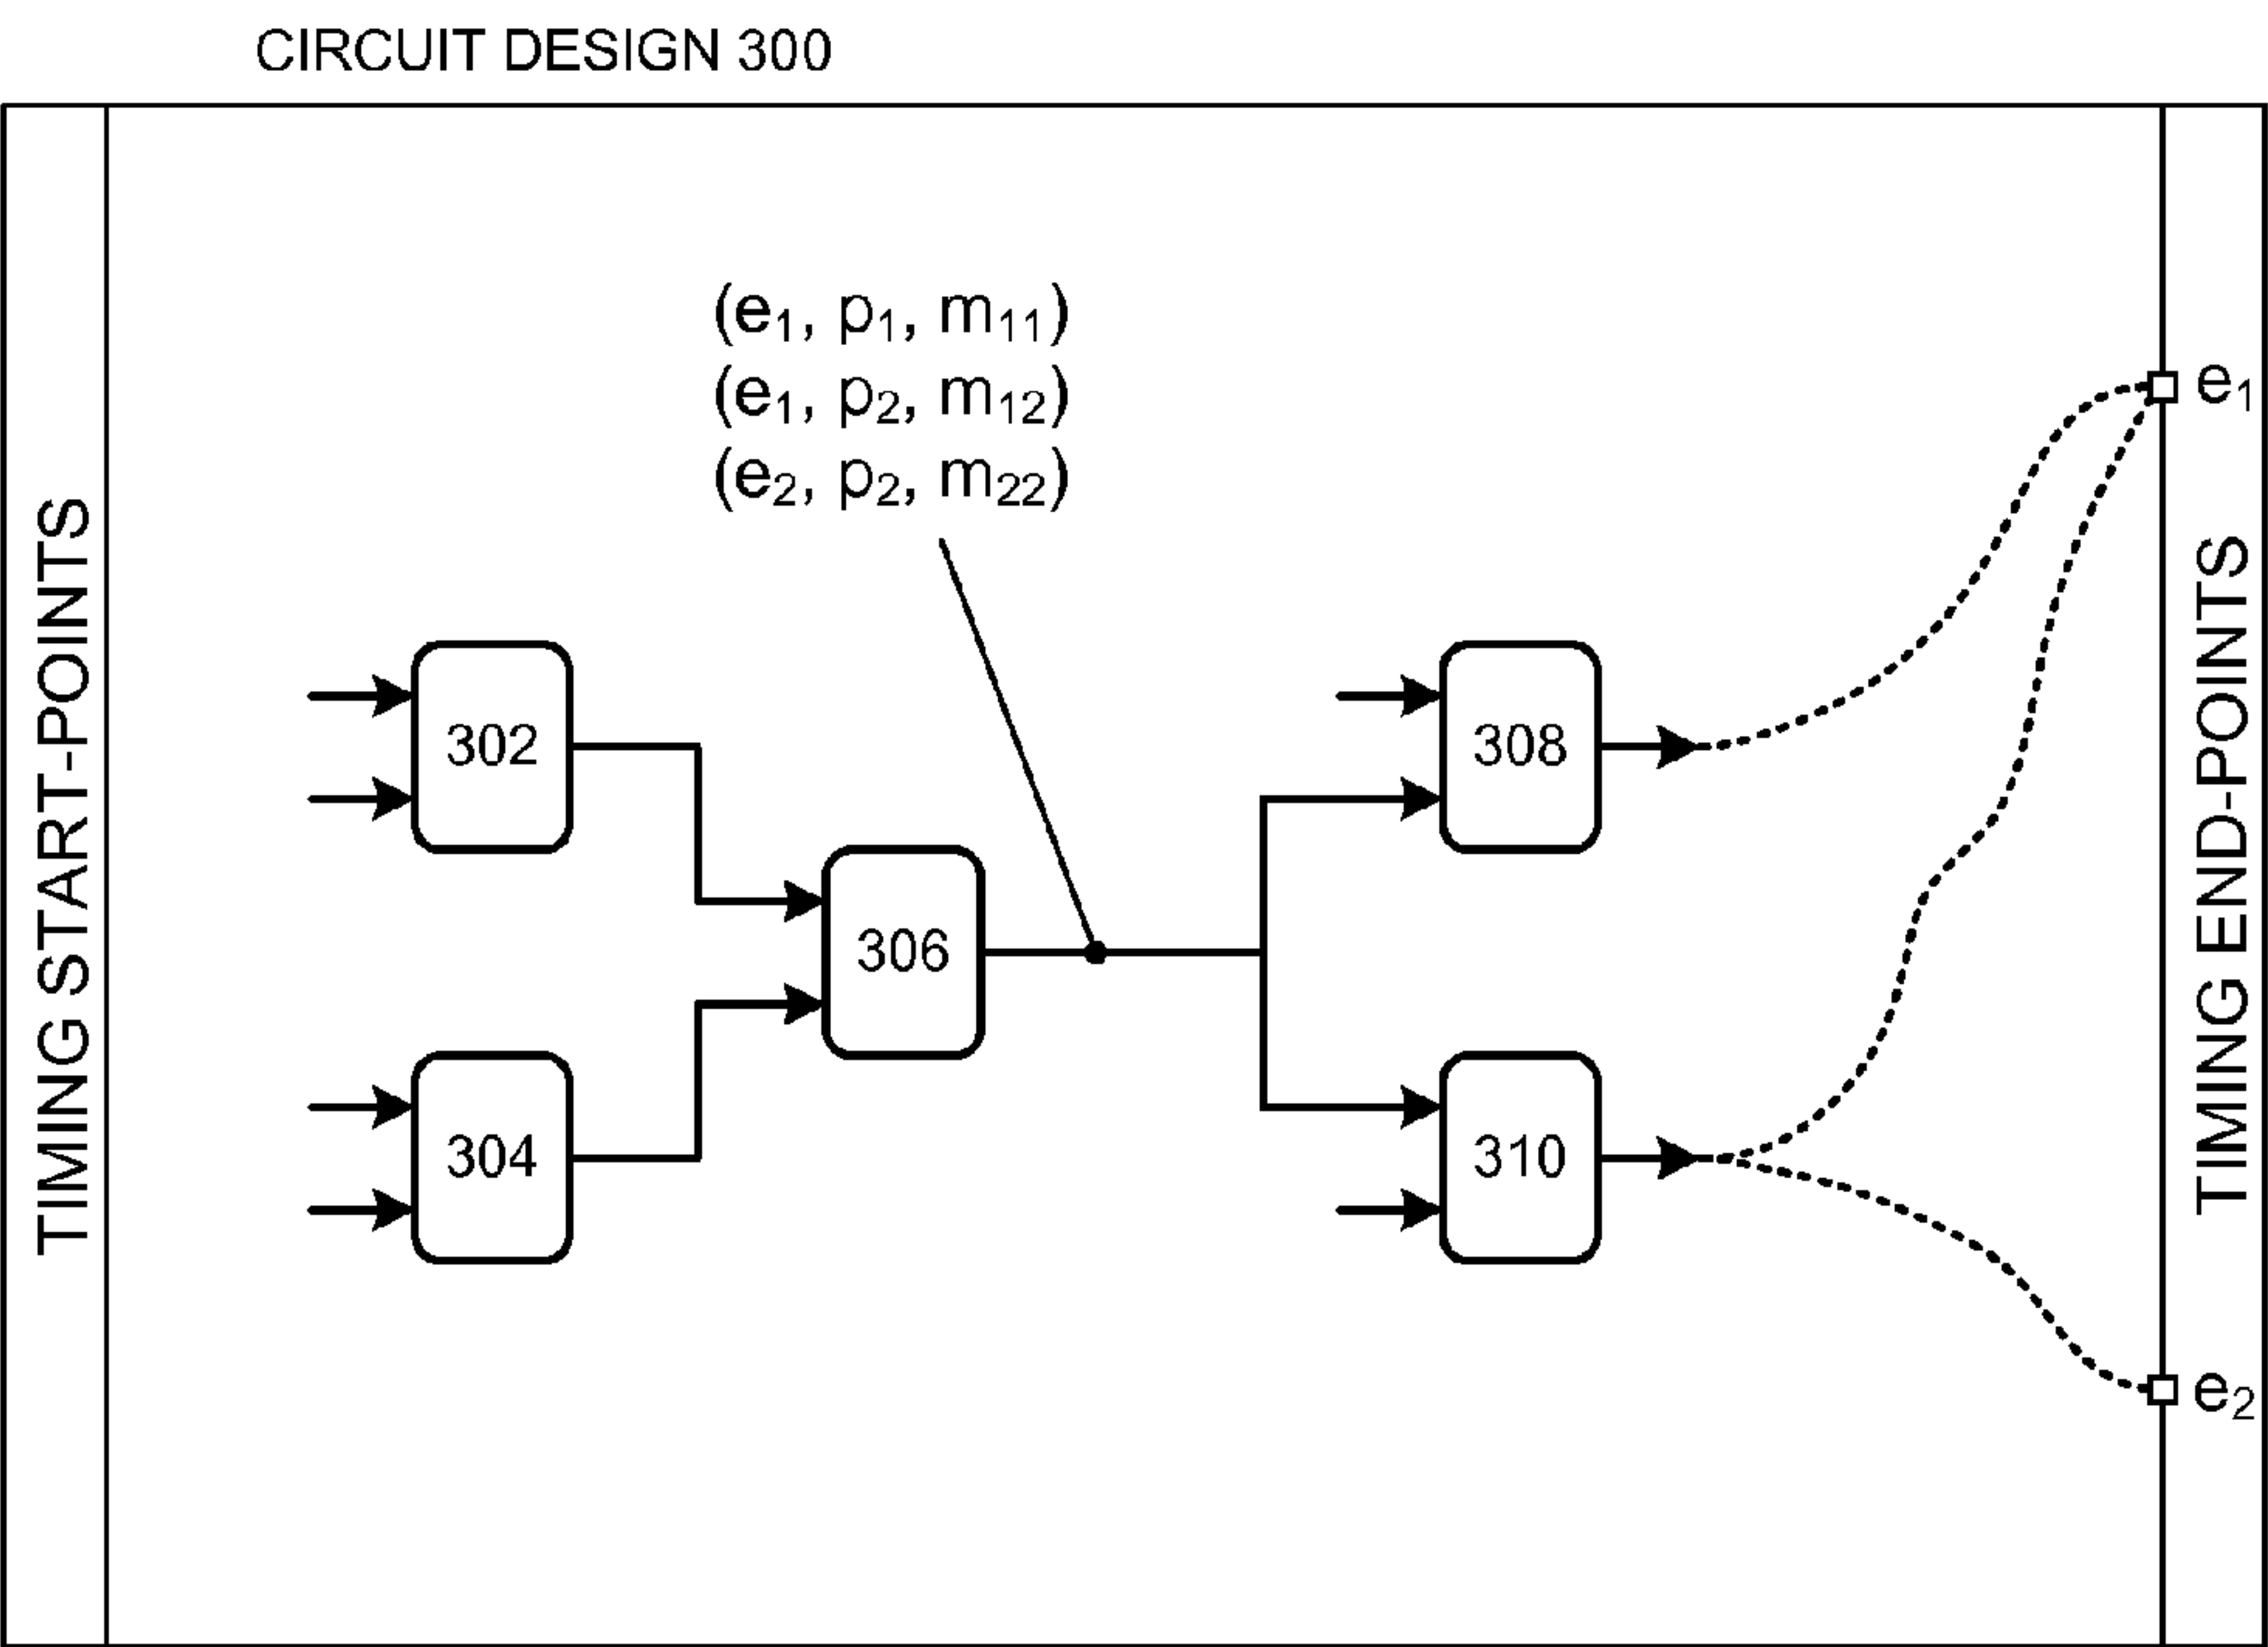 CIRCUIT DESIGN 300
TIMING START-POINTS
(e₁, p₁, m₁₁)
(e₁, p₂, m₁₂)
(e₂, p₂, m₂₂)
302
304
306
308
310
e₁
e₂
TIMING END-POINTS